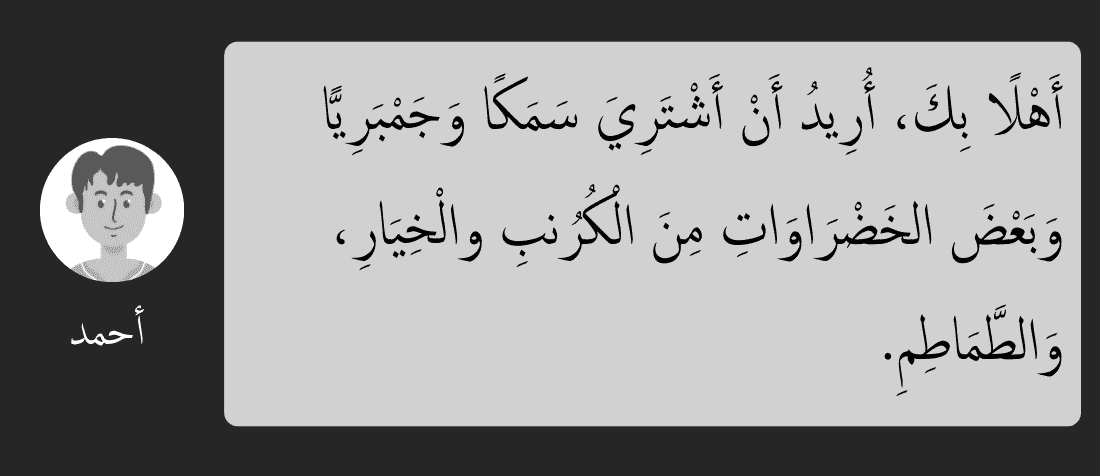 أَهْلًا بِكَ، أُرِيدُ أَنْ أَشْتَرِيَ سَمَكًا وَجَمْبَرِيًّا
وَبَعْضَ الخَضْرَاوَاتِ مِنَ الْكُرُنبِ والْخِيَارِ،
وَالطَّمَاطِمِ.
أحمد